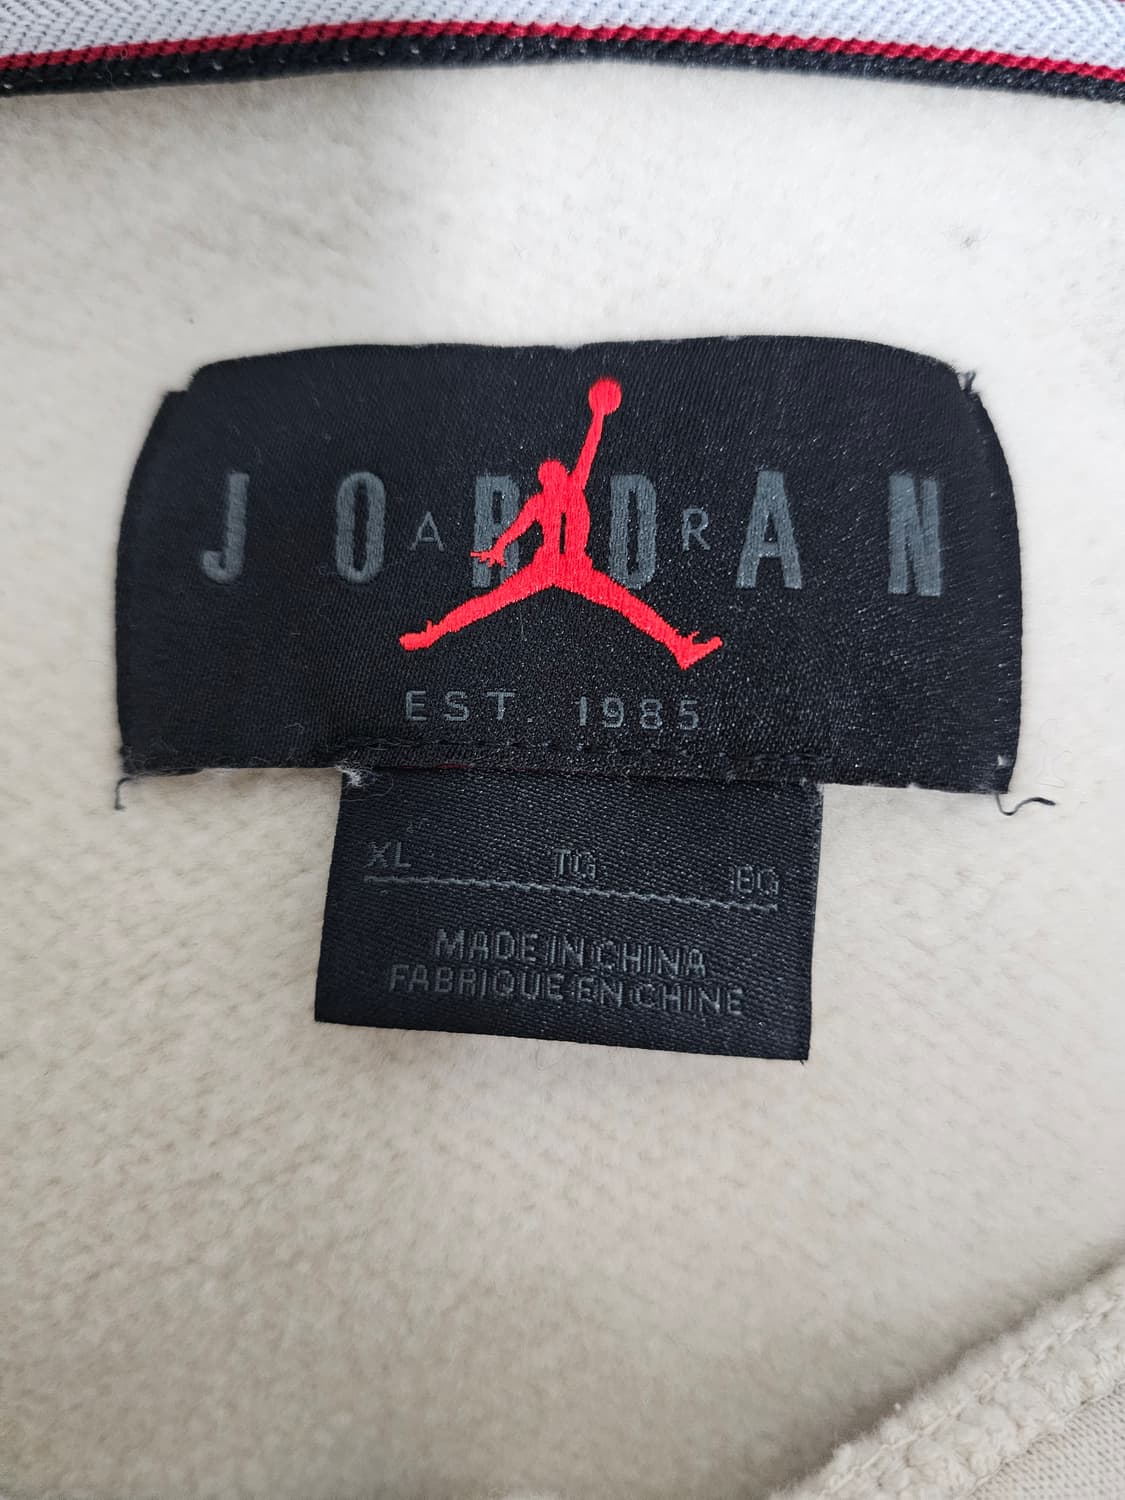 JORDAN
AIR
EST. 1985
XL TG EG
MADE IN CHINA
FABRIQUE EN CHINE